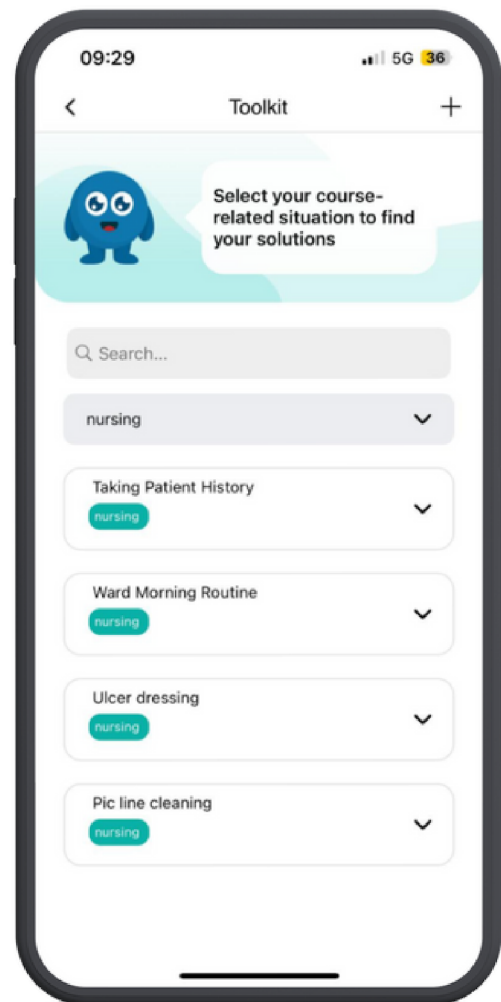 09:29 5G 36
Toolkit
Select your course-
related situation to find
your solutions
Search...
nursing
Taking Patient History
nursing
Ward Morning Routine
nursing
Ulcer dressing
nursing
Pic line cleaning
nursing